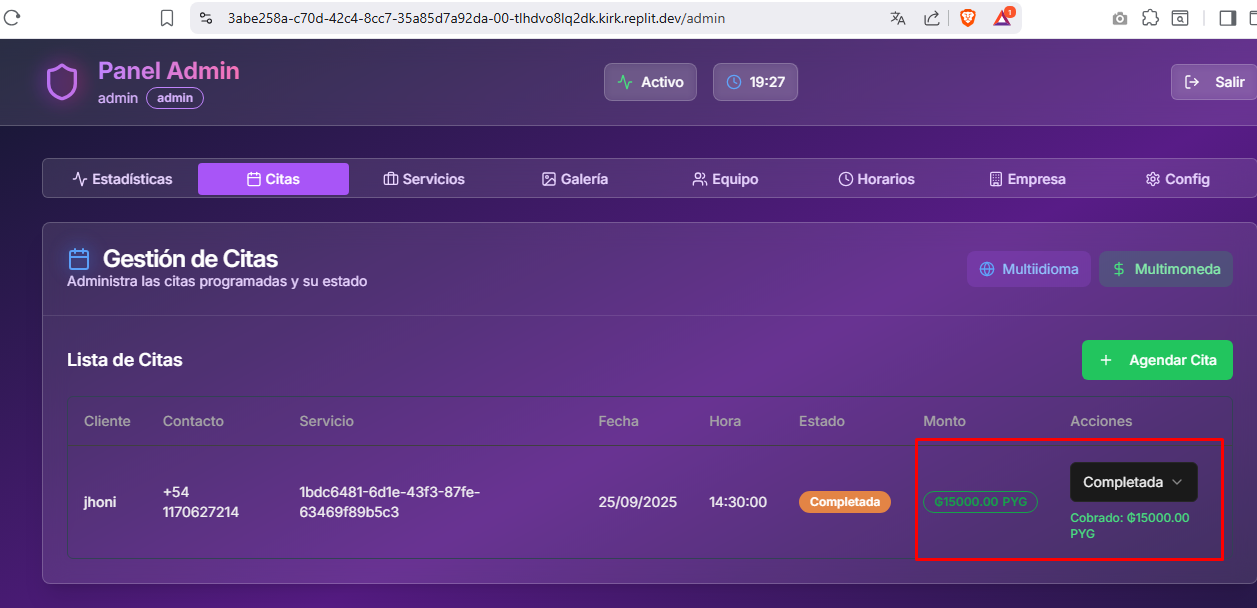 3abe258a-c70d-42c4-8cc7-35a85d7a92da-00-tlhdvo8lq2dk.kirk.replit.dev/admin
1
Panel Admin
admin admin
Activo
19:27
Salir
Estadísticas Citas Servicios Galería Equipo Horarios Empresa Config
Gestión de Citas
Administra las citas programadas y su estado
Multiidioma
$ Multimoneda
Lista de Citas
+ Agendar Cita
Cliente Contacto Servicio Fecha Hora Estado Monto Acciones
jhoni
+54
1170627214
1bdc6481-6d1e-43f3-87fe-
63469f89b5c3
25/09/2025
14:30:00
Completada
₲15000.00 PYG
Completada
Cobrado: ₲15000.00
PYG